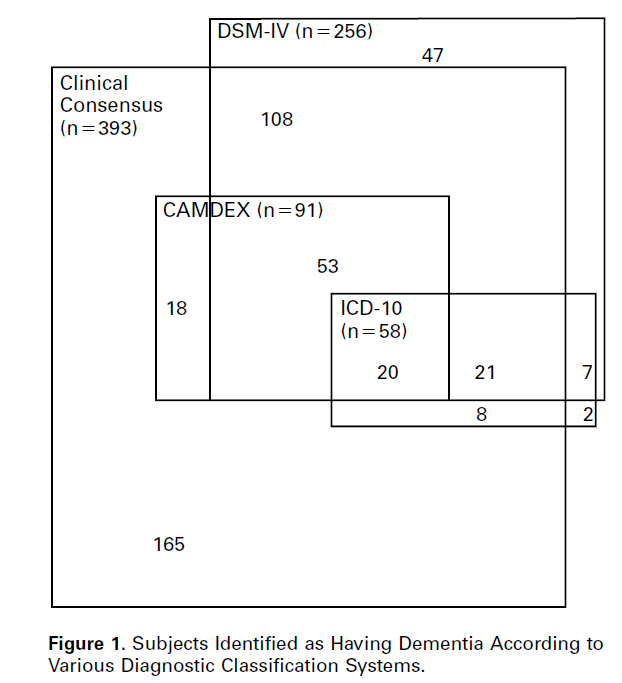 DSM-IV (n=256)
47
Clinical
Consensus
(n=393)
108
CAMDEX (n=91)
53
18
ICD-10
(n=58)
20
21
7
8
2
165
Figure 1. Subjects Identified as Having Dementia According to
Various Diagnostic Classification Systems.